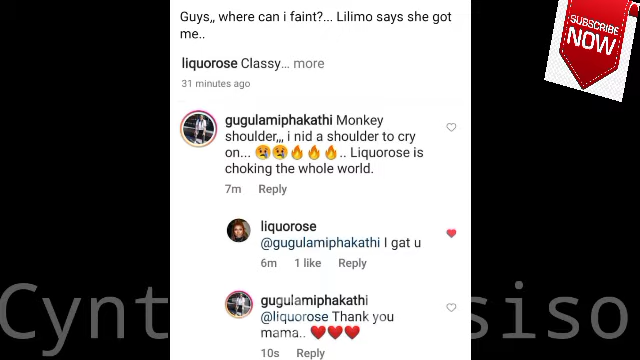 Guys,, where can i faint?... Lilimo says she got
me..
SUBSCRIBE
NOW
liquorose Classy... more
31 minutes ago
gugulamiphakathi Monkey
shoulder,,, i nid a shoulder to cry
on... 😢😢🔥🔥🔥.. Liquorose is
choking the whole world.
7m Reply
liquorose
@gugulamiphakathi I gat u
6m 1 like Reply
gugulamiphakathi
@liquorose Thank you
mama.. ❤️❤️❤️
10s Reply
Cynt
siso